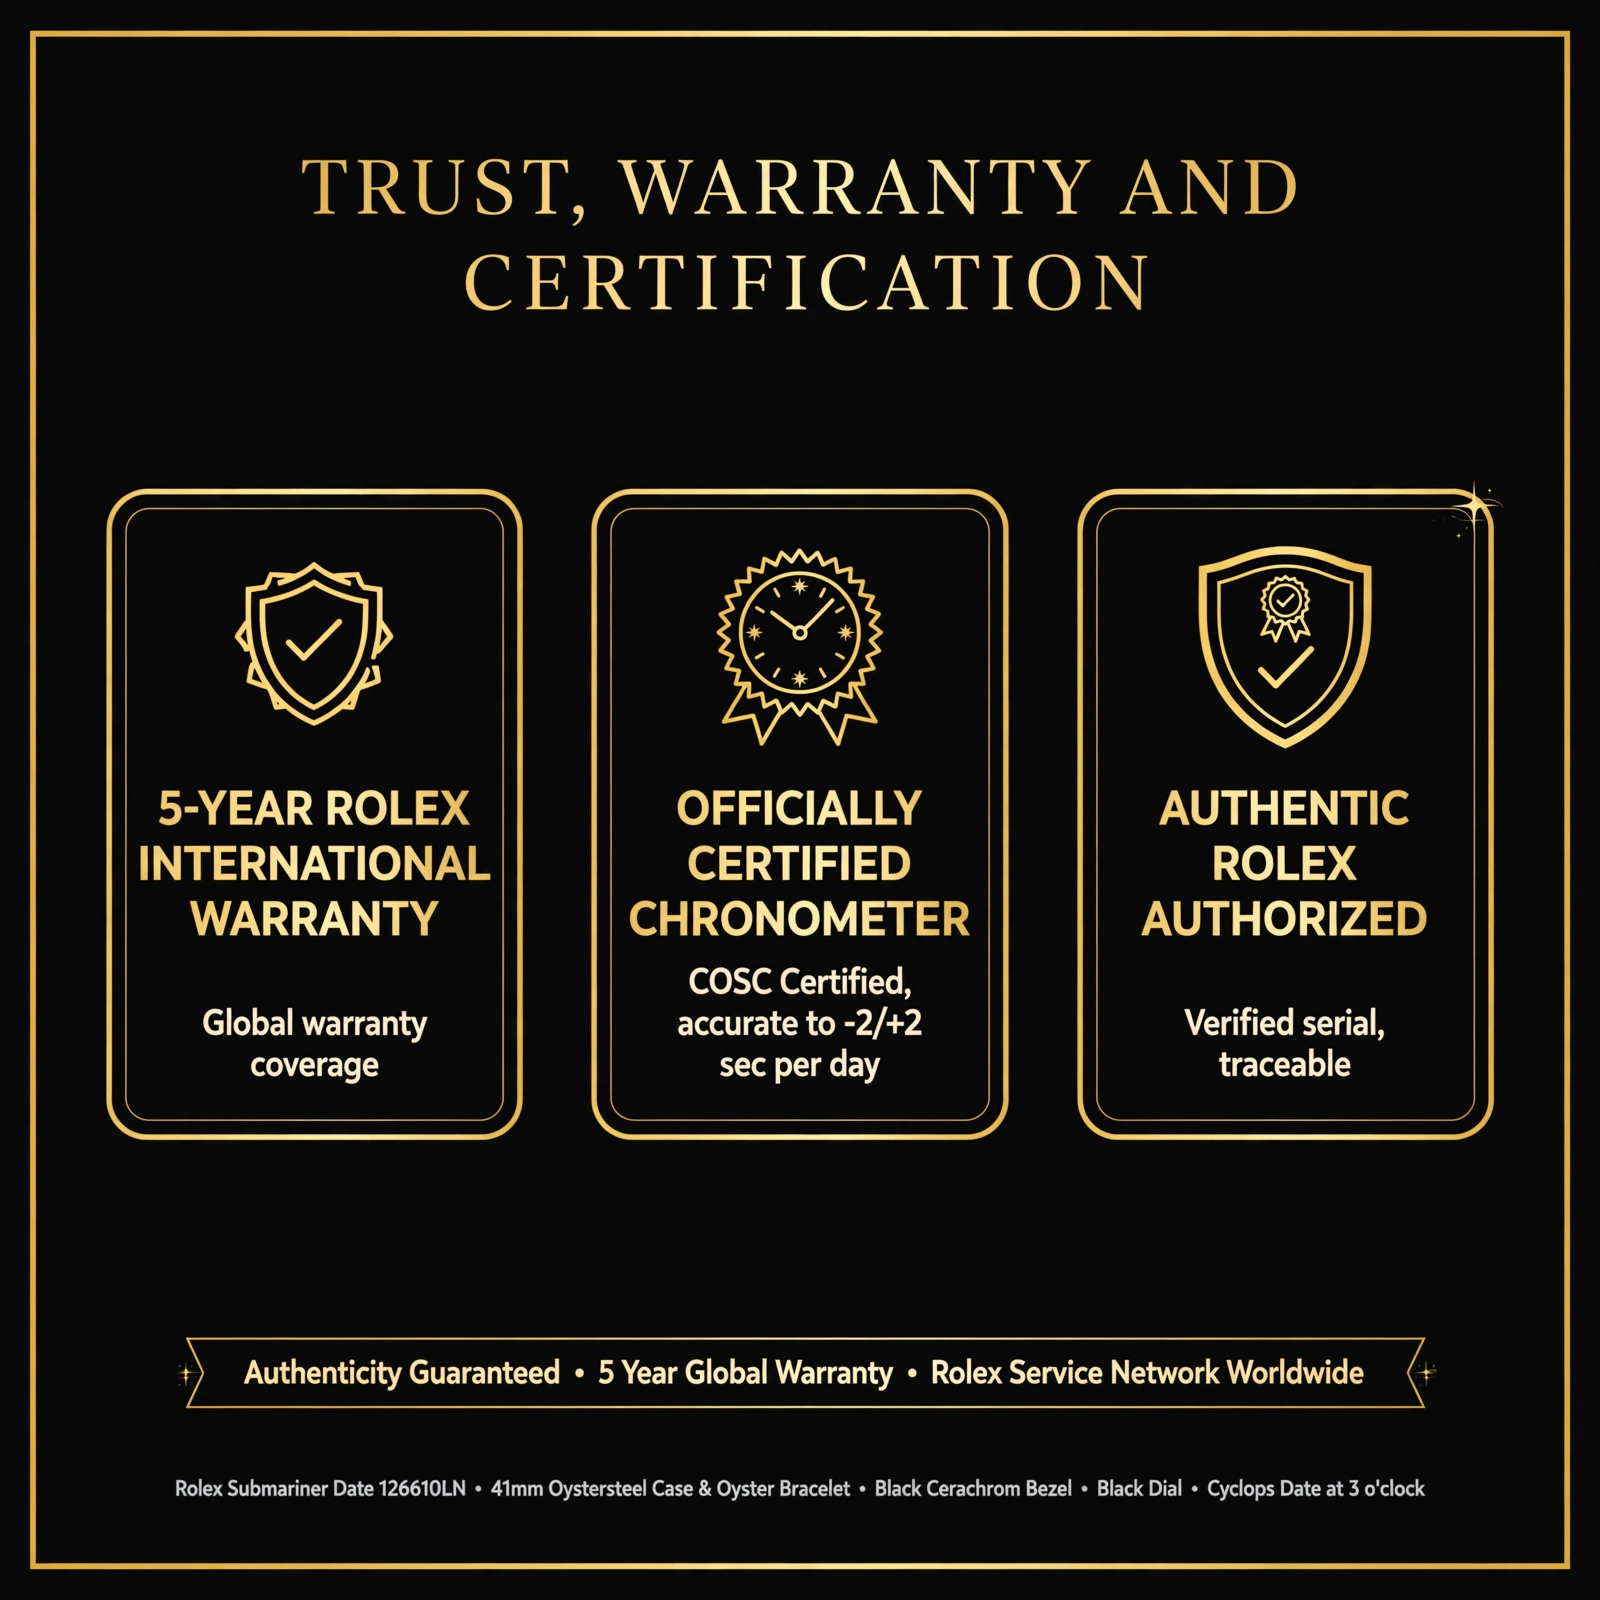 TRUST, WARRANTY AND
CERTIFICATION
5-YEAR ROLEX
INTERNATIONAL
WARRANTY
Global warranty
coverage
OFFICIALLY
CERTIFIED
CHRONOMETER
COSC Certified,
accurate to -2/+2
sec per day
AUTHENTIC
ROLEX
AUTHORIZED
Verified serial,
traceable
Authenticity Guaranteed • 5 Year Global Warranty • Rolex Service Network Worldwide
Rolex Submariner Date 126610LN • 41mm Oystersteel Case & Oyster Bracelet • Black Cerachrom Bezel • Black Dial • Cyclops Date at 3 o'clock